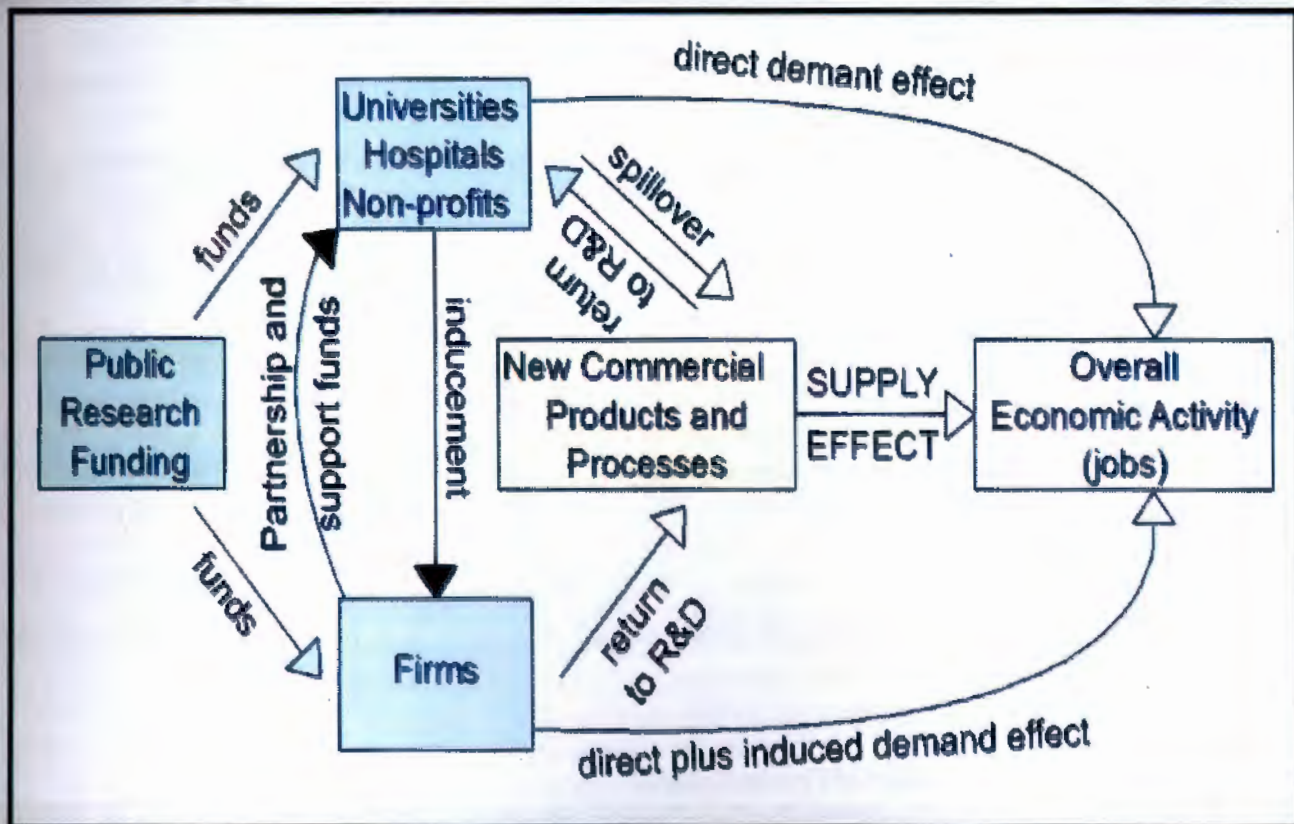 direct demant effect
Universities
Hospitals
Non-profits
funds
spillover
return
to R&D
Partnership and
support funds
inducement
Public
Research
Funding
New Commercial
Products and
Processes
SUPPLY
EFFECT
Overall
Economic Activity
(jobs)
funds
Firms
return
to R&D
direct plus induced demand effect